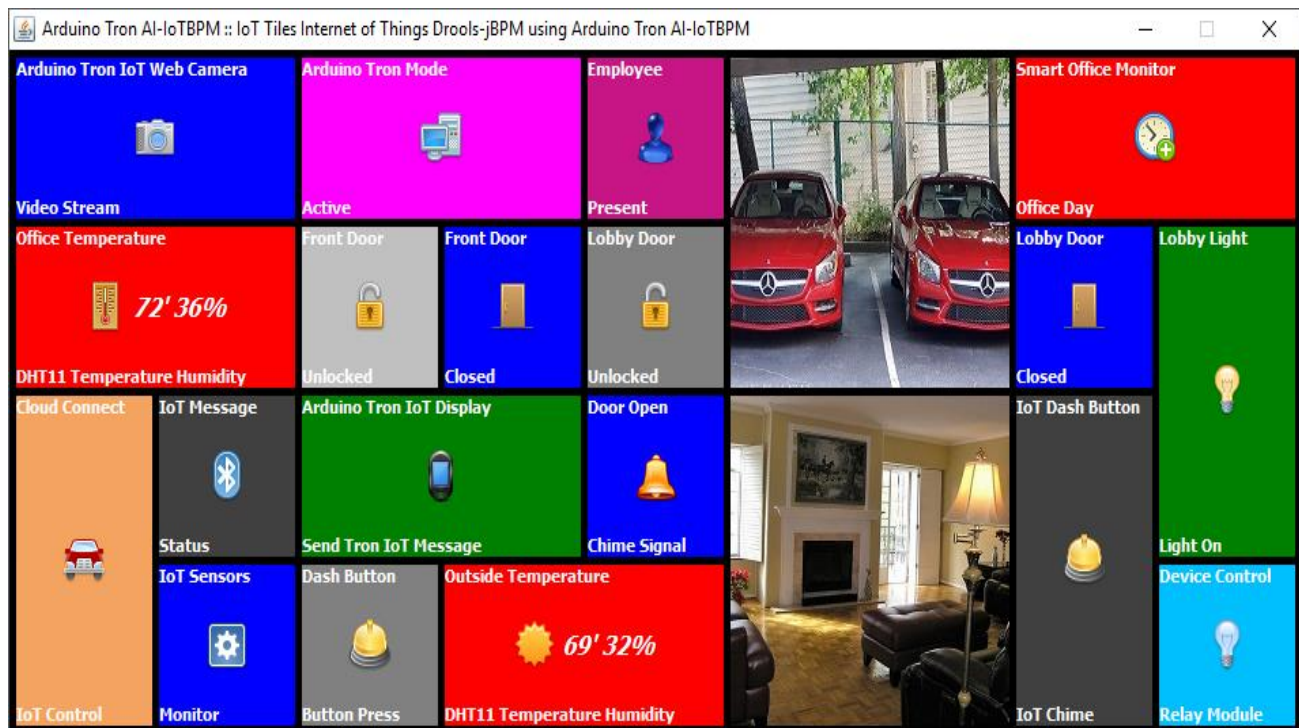 Arduino Tron AI-IoTBPM :: IoT Tiles Internet of Things Drools-jBPM using Arduino Tron AI-IoTBPM
Arduino Tron IoT Web Camera
Video Stream
Arduino Tron Mode
Active
Employee
Present
Smart Office Monitor
Office Day
Office Temperature
72' 36%
DHT11 Temperature Humidity
Front Door
Unlocked
Front Door
Closed
Lobby Door
Unlocked
Lobby Door
Closed
Lobby Light
Light On
Cloud Connect
IoT Control
IoT Message
Status
Arduino Tron IoT Display
Send Tron IoT Message
Door Open
Chime Signal
IoT Dash Button
IoT Chime
IoT Sensors
Monitor
Dash Button
Button Press
Outside Temperature
69' 32%
DHT11 Temperature Humidity
Device Control
Relay Module